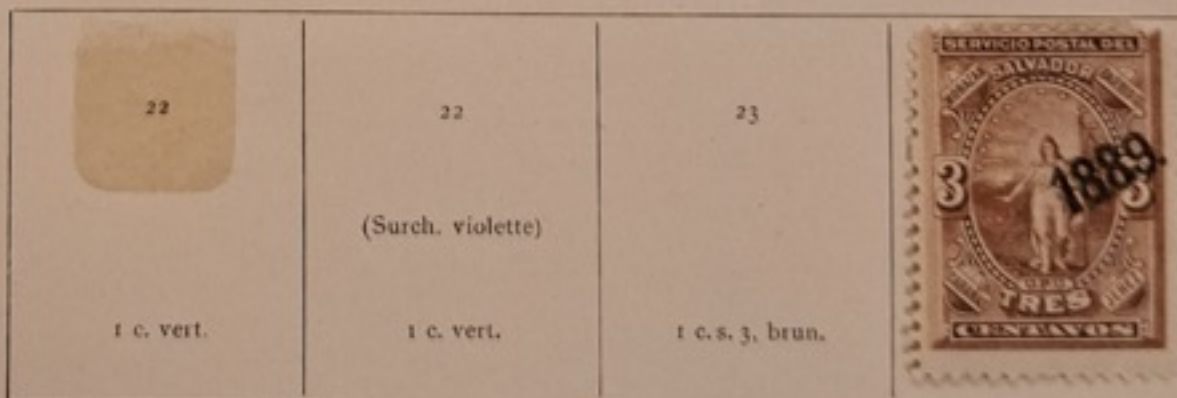 22
(Surch. violette)
22
1 c. vert.
1 c. vert.
23
1 c. s. 3, brun.
SERVICIO POSTAL DEL
SALVADOR
1889.
3
3
U.P.U
TRES
CENTAVOS